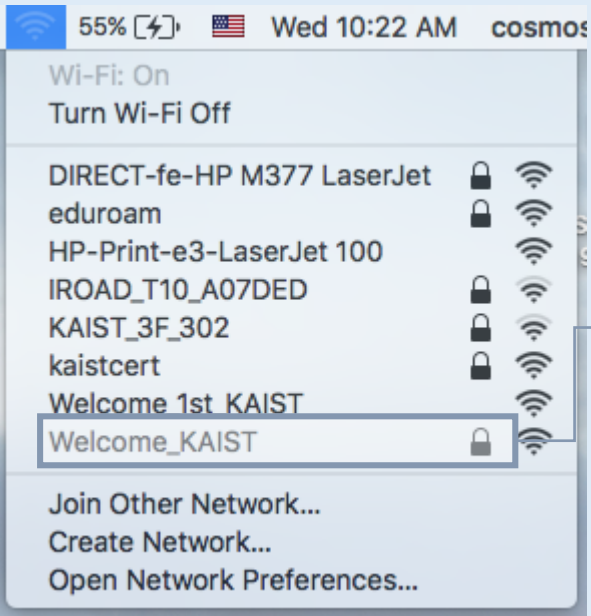 55% Wed 10:22 AM cosmos
Wi-Fi: On
Turn Wi-Fi Off
DIRECT-fe-HP M377 LaserJet
eduroam
HP-Print-e3-LaserJet 100
IROAD_T10_A07DED
KAIST_3F_302
kaistcert
Welcome 1st_KAIST
Welcome_KAIST
Join Other Network...
Create Network...
Open Network Preferences...